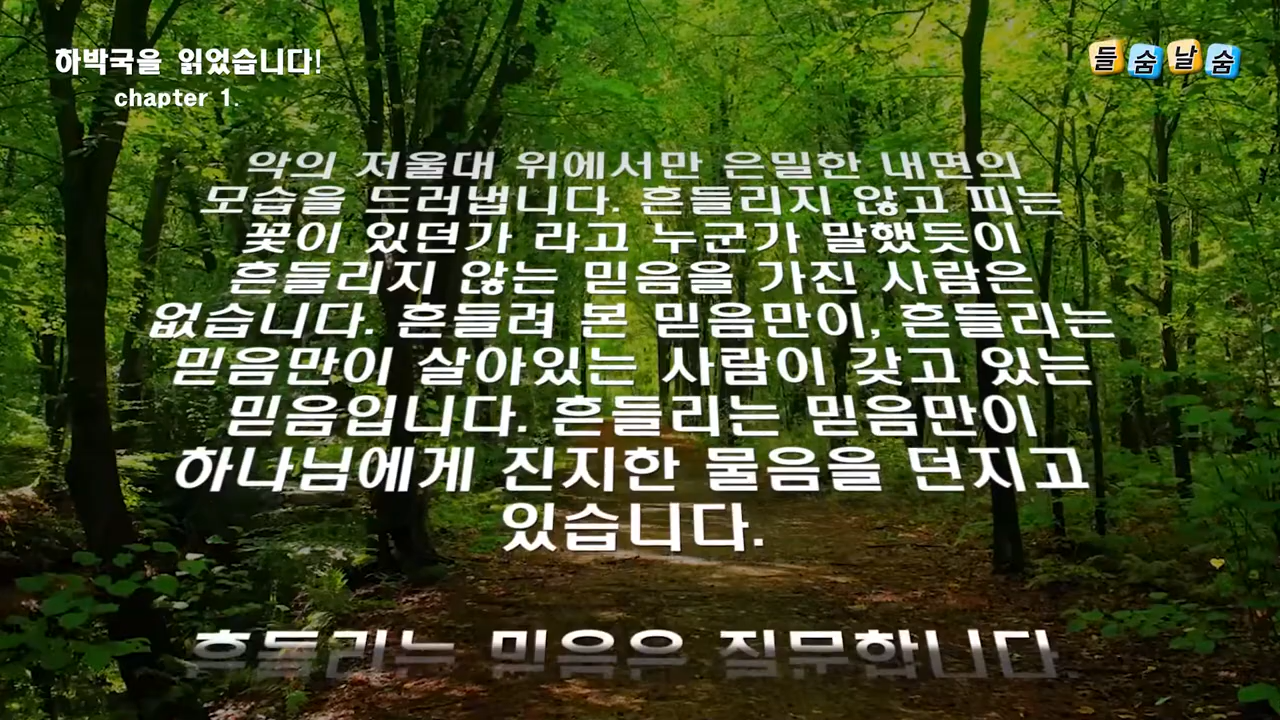 하박국을 읽었습니다!
chapter 1.
들숨날숨
악의 저울대 위에서만 은밀한 내면의
모습을 드러냅니다. 흔들리지 않고 피는
꽃이 있던가 라고 누군가 말했듯이
흔들리지 않는 믿음을 가진 사람은
없습니다. 흔들려 본 믿음만이, 흔들리는
믿음만이 살아있는 사람이 갖고 있는
믿음입니다. 흔들리는 믿음만이
하나님에게 진지한 물음을 던지고
있습니다.
흔들리는 믿음은 질문합니다.